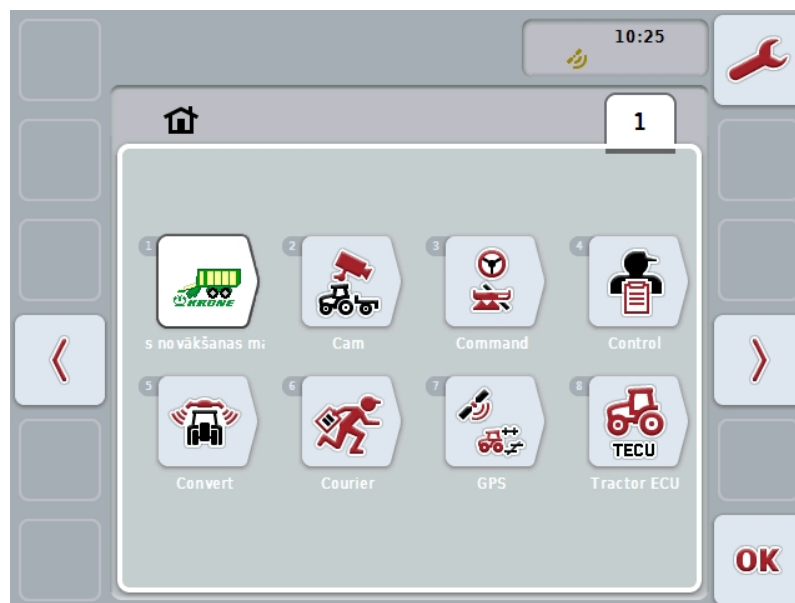 10:25
1
1 2 3 4
KRONE
s novākšanas ma
Cam
Command
Control
5 6 7 8
TECU
Convert
Courier
GPS
Tractor ECU
OK